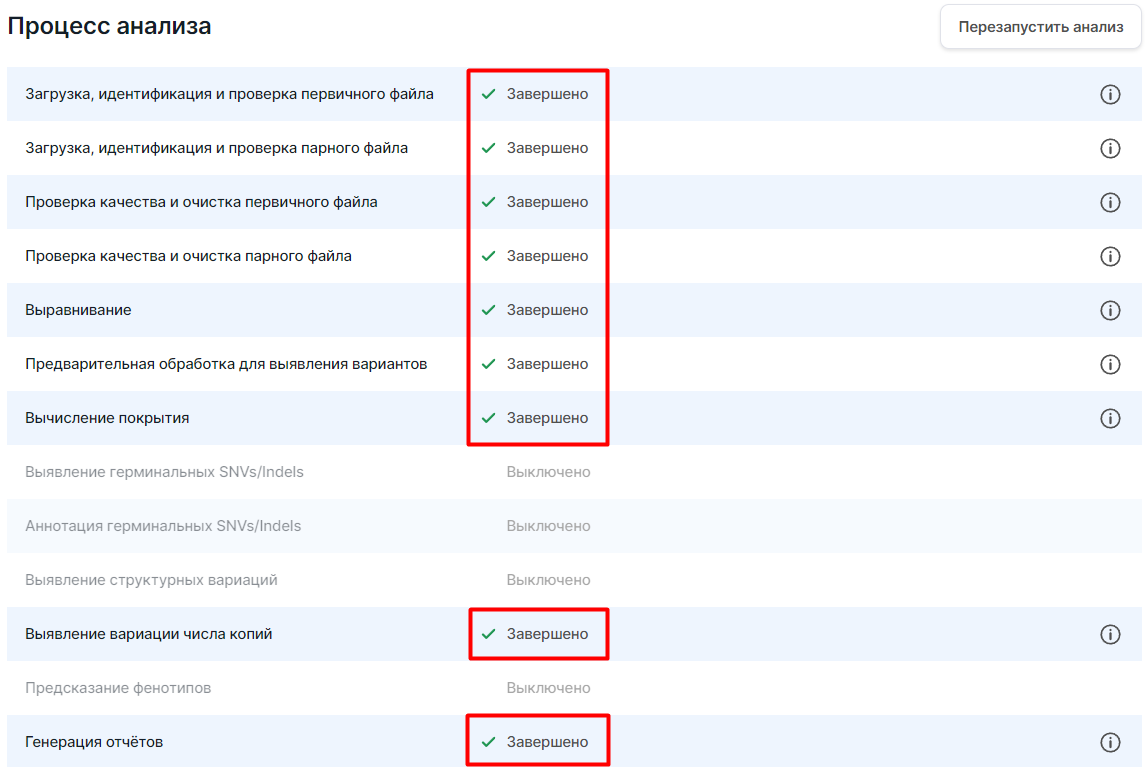 Процесс анализа
Перезапустить анализ
Загрузка, идентификация и проверка первичного файла Завершено
Загрузка, идентификация и проверка парного файла Завершено
Проверка качества и очистка первичного файла Завершено
Проверка качества и очистка парного файла Завершено
Выравнивание Завершено
Предварительная обработка для выявления вариантов Завершено
Вычисление покрытия Завершено
Выявление герминальных SNVs/Indels Выключено
Аннотация герминальных SNVs/Indels Выключено
Выявление структурных вариаций Выключено
Выявление вариации числа копий Завершено
Предсказание фенотипов Выключено
Генерация отчётов Завершено